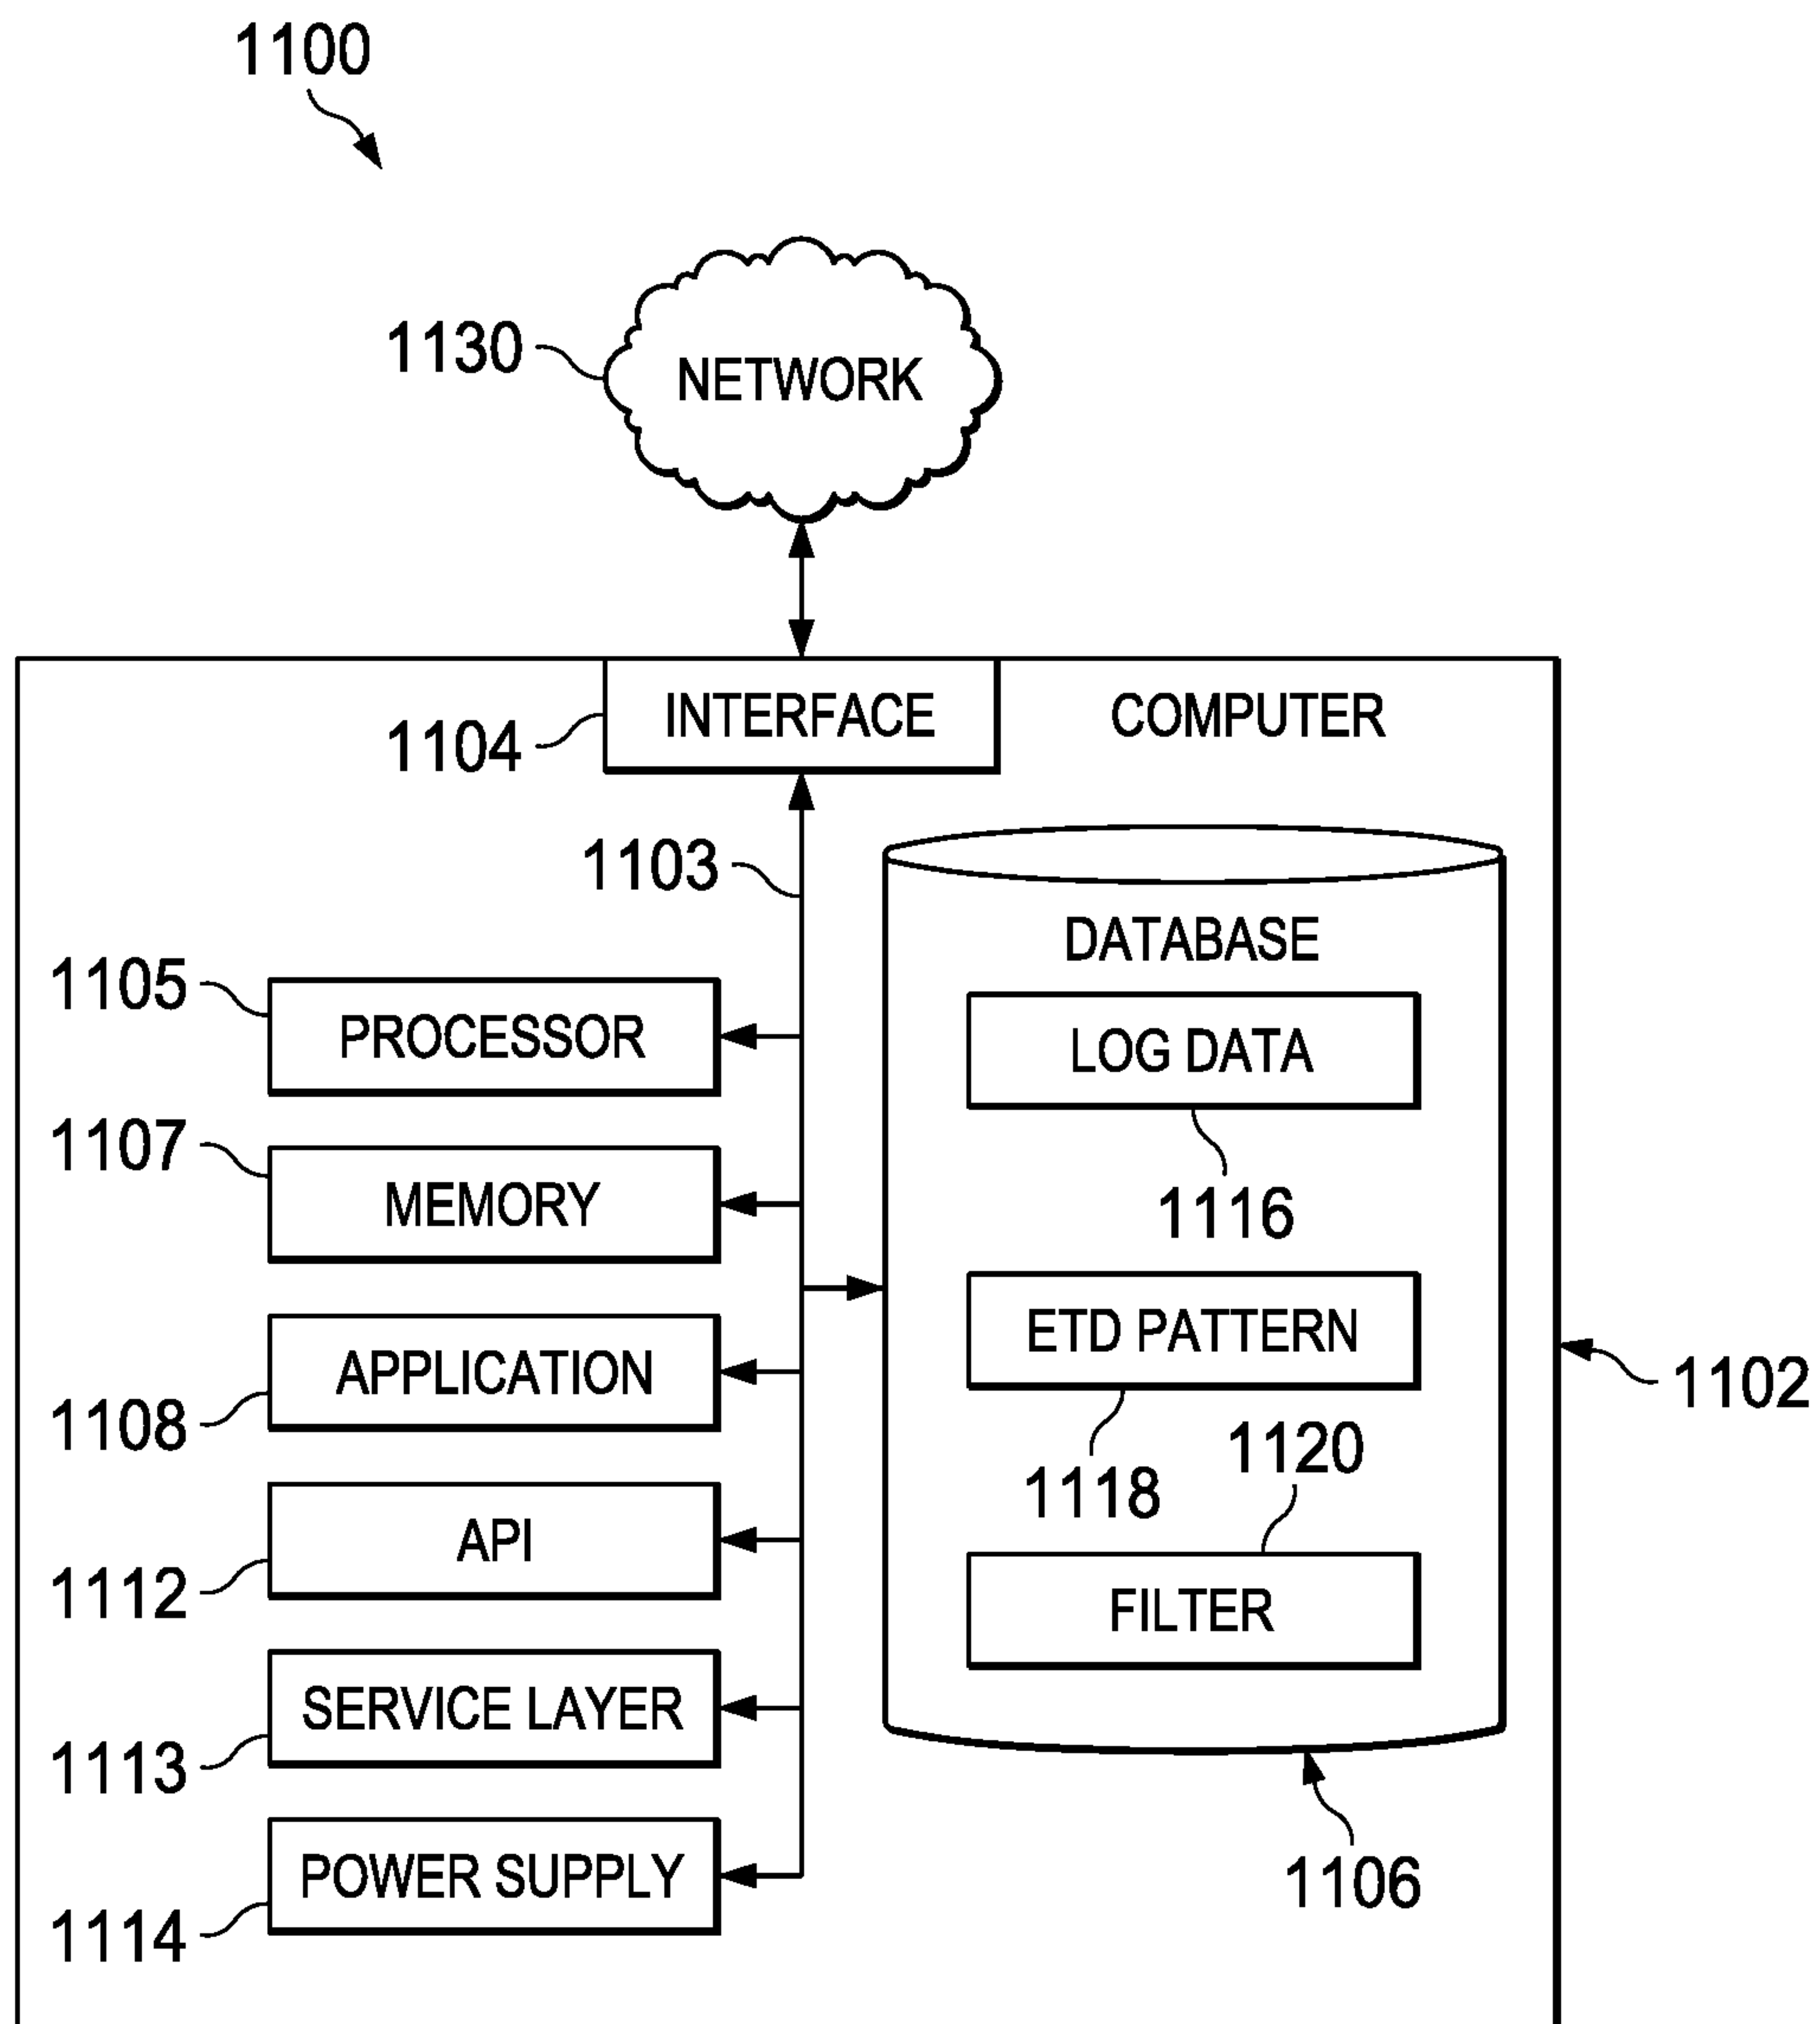 1100
1130
NETWORK
INTERFACE
COMPUTER
1104
1103
DATABASE
1105
PROCESSOR
LOG DATA
1107
MEMORY
1116
ETD PATTERN
APPLICATION
1102
1108
1118
1120
API
1112
FILTER
SERVICE LAYER
1113
POWER SUPPLY
1106
1114